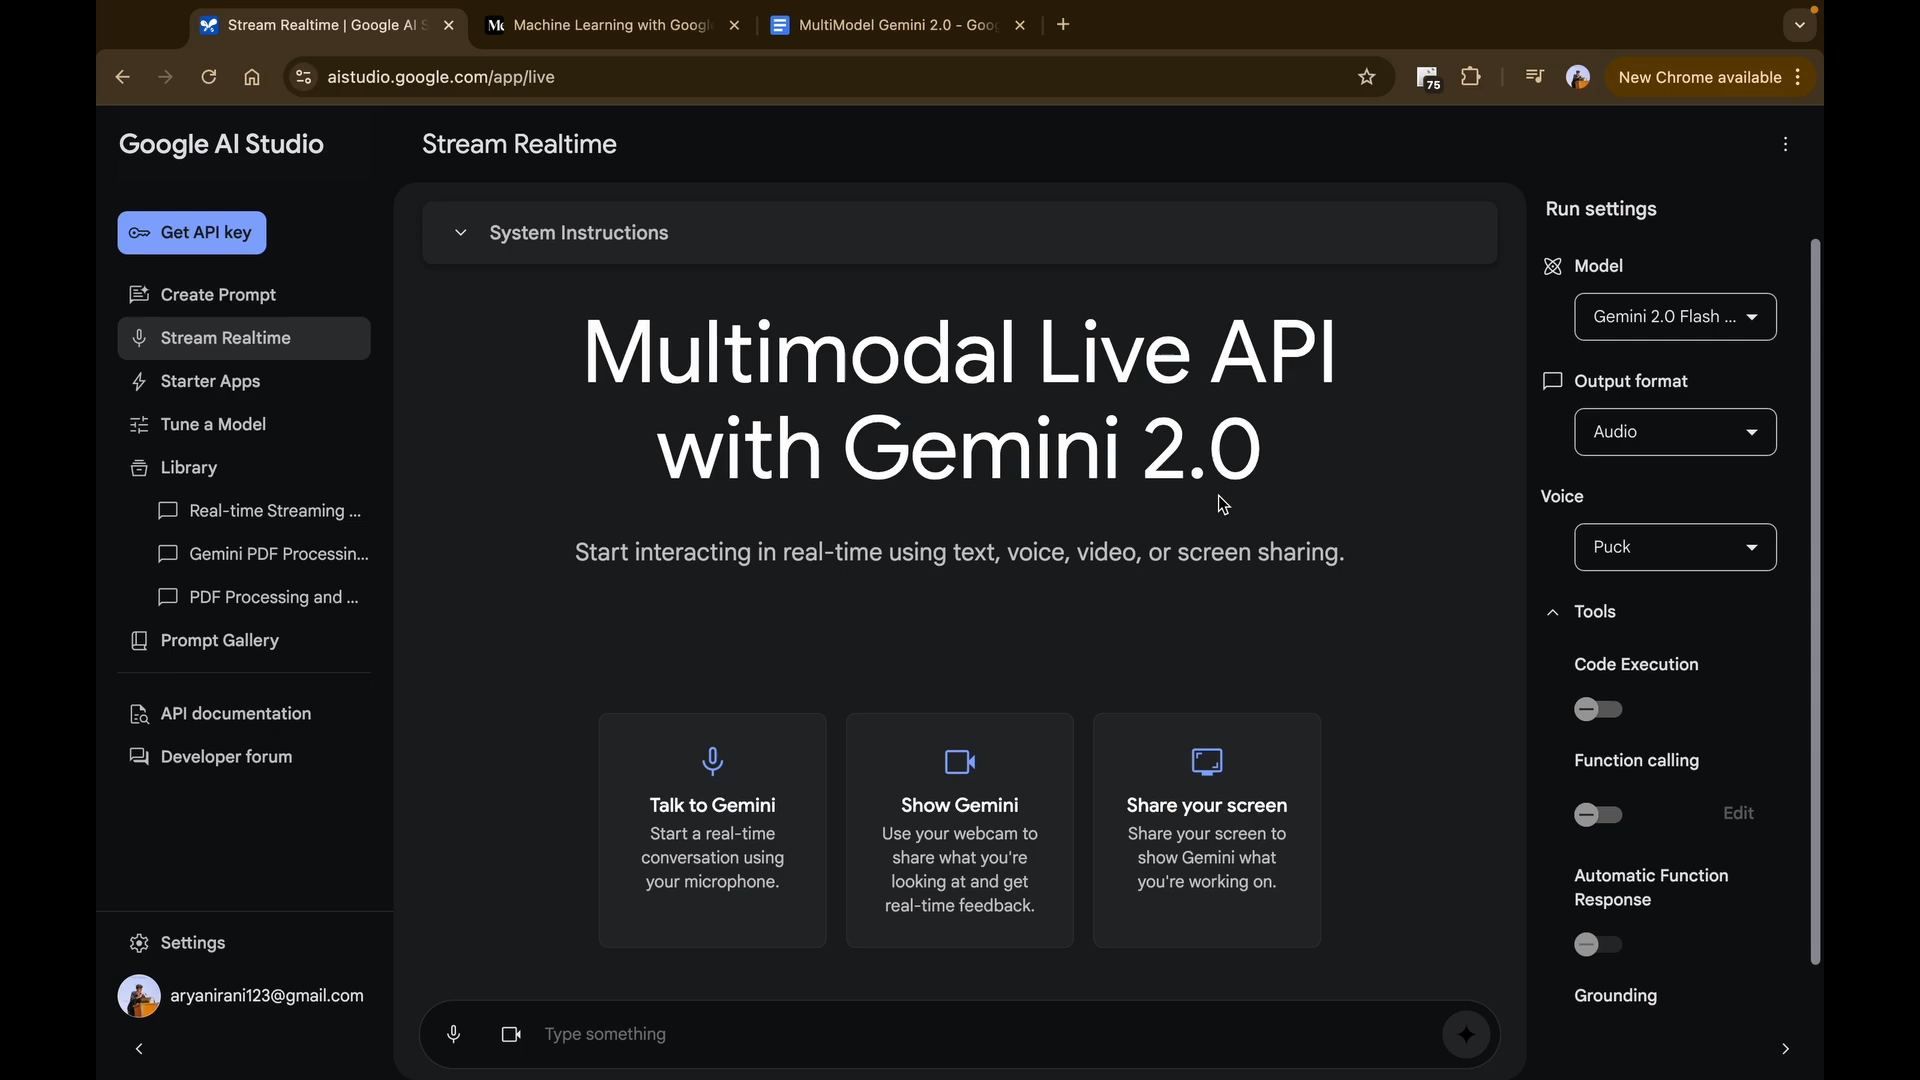 Stream Realtime | Google AI S
Machine Learning with Google
MultiModel Gemini 2.0 - Goo
aistudio.google.com/app/live
75
New Chrome available
Google AI Studio
Stream Realtime
Get API key
Create Prompt
Stream Realtime
Starter Apps
Tune a Model
Library
Real-time Streaming ...
Gemini PDF Processin...
PDF Processing and ...
Prompt Gallery
API documentation
Developer forum
Settings
aryanirani123@gmail.com
System Instructions
Multimodal Live API
with Gemini 2.0
Start interacting in real-time using text, voice, video, or screen sharing.
Talk to Gemini
Start a real-time
conversation using
your microphone.
Show Gemini
Use your webcam to
share what you're
looking at and get
real-time feedback.
Share your screen
Share your screen to
show Gemini what
you're working on.
Type something
Run settings
Model
Gemini 2.0 Flash ...
Output format
Audio
Voice
Puck
Tools
Code Execution
Function calling
Edit
Automatic Function
Response
Grounding